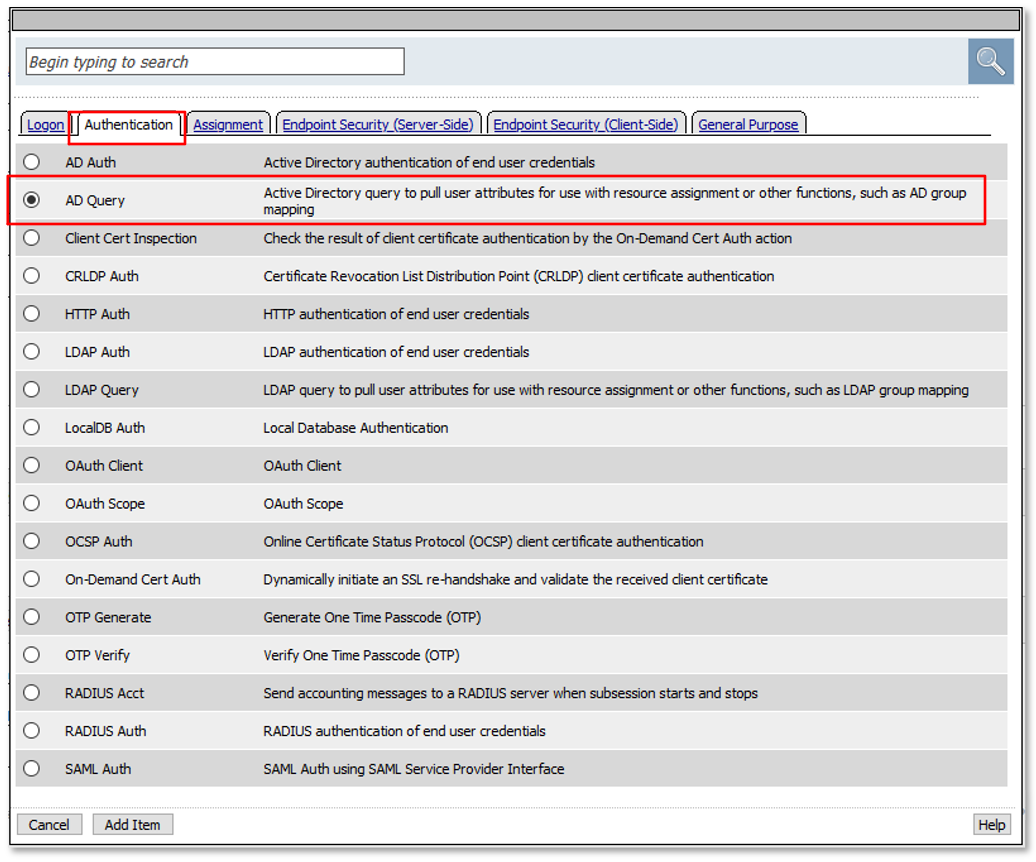 Begin typing to search
Logon Authentication Assignment Endpoint Security (Server-Side) Endpoint Security (Client-Side) General Purpose
AD Auth Active Directory authentication of end user credentials
AD Query Active Directory query to pull user attributes for use with resource assignment or other functions, such as AD group
mapping
Client Cert Inspection Check the result of client certificate authentication by the On-Demand Cert Auth action
CRLDP Auth Certificate Revocation List Distribution Point (CRLDP) client certificate authentication
HTTP Auth HTTP authentication of end user credentials
LDAP Auth LDAP authentication of end user credentials
LDAP Query LDAP query to pull user attributes for use with resource assignment or other functions, such as LDAP group mapping
LocalDB Auth Local Database Authentication
OAuth Client OAuth Client
OAuth Scope OAuth Scope
OCSP Auth Online Certificate Status Protocol (OCSP) client certificate authentication
On-Demand Cert Auth Dynamically initiate an SSL re-handshake and validate the received client certificate
OTP Generate Generate One Time Passcode (OTP)
OTP Verify Verify One Time Passcode (OTP)
RADIUS Acct Send accounting messages to a RADIUS server when subsession starts and stops
RADIUS Auth RADIUS authentication of end user credentials
SAML Auth SAML Auth using SAML Service Provider Interface
Cancel Add Item Help